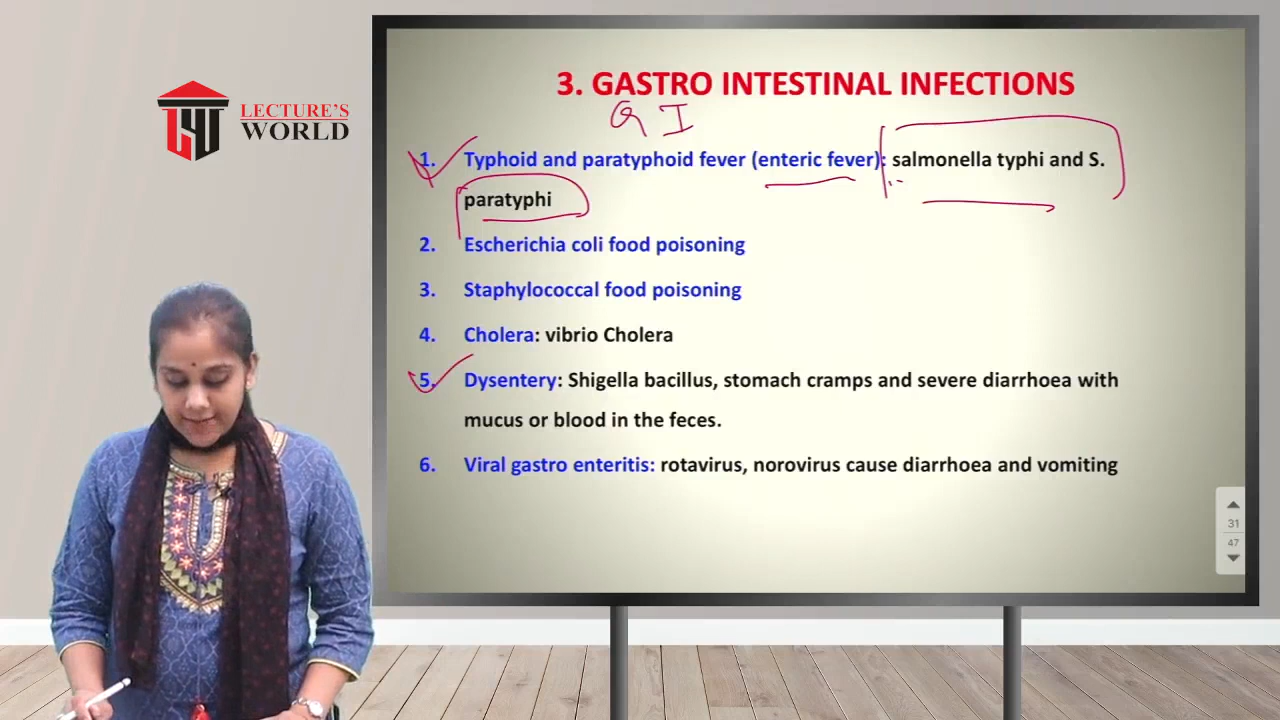 LECTURE'S
WORLD
3. GASTRO INTESTINAL INFECTIONS
G I
1. Typhoid and paratyphoid fever (enteric fever): salmonella typhi and S.
paratyphi
2. Escherichia coli food poisoning
3. Staphylococcal food poisoning
4. Cholera: vibrio Cholera
5. Dysentery: Shigella bacillus, stomach cramps and severe diarrhoea with
mucus or blood in the feces.
6. Viral gastro enteritis: rotavirus, norovirus cause diarrhoea and vomiting
31
47